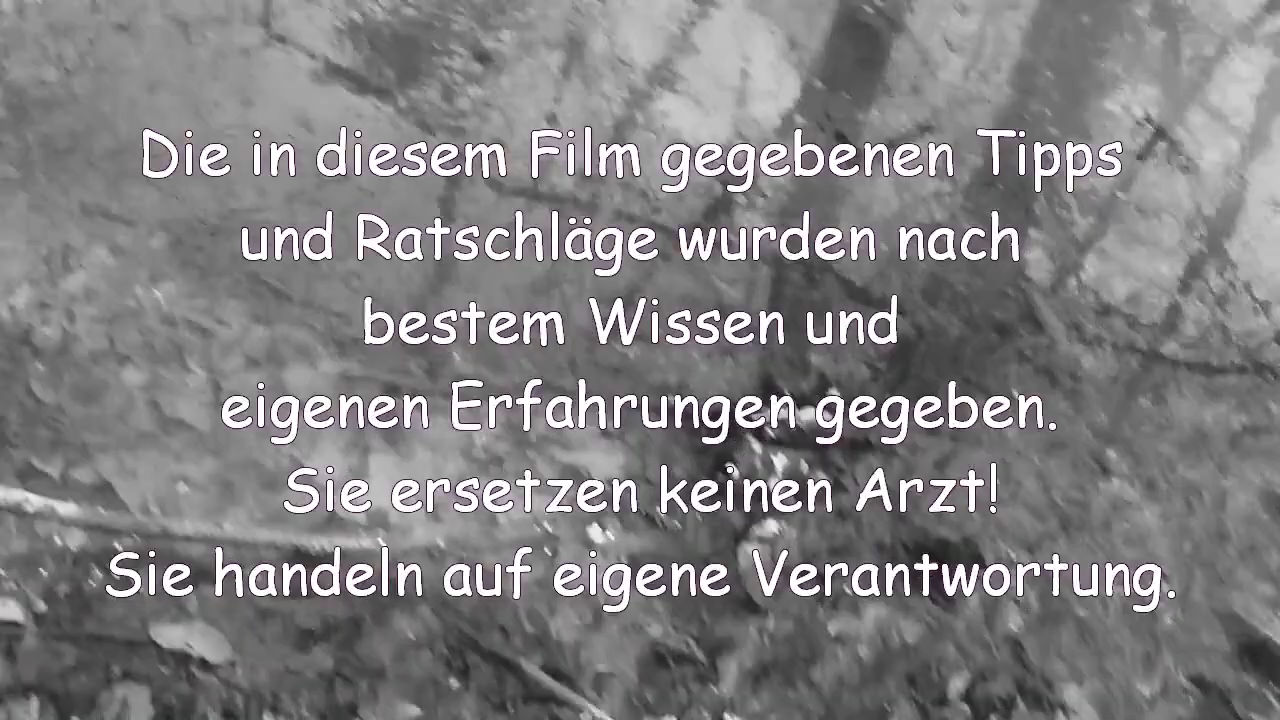 Die in diesem Film gegebenen Tipps
und Ratschläge wurden nach
bestem Wissen und
eigenen Erfahrungen gegeben.
Sie ersetzen keinen Arzt!
Sie handeln auf eigene Verantwortung.